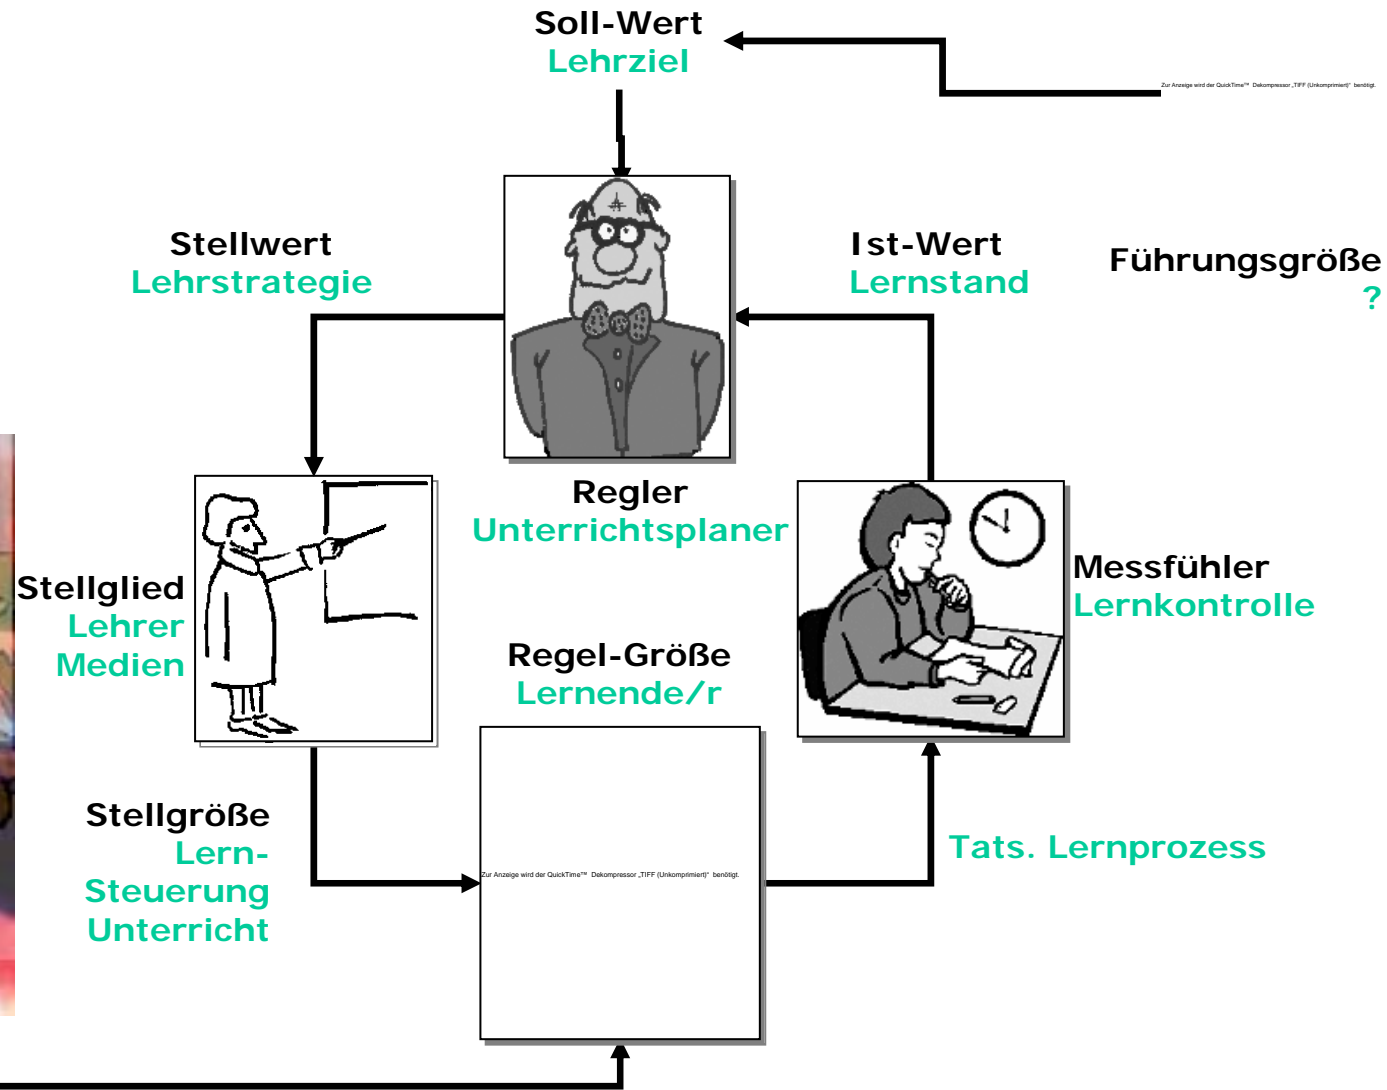 Soll-Wert
Lehrziel
Zur Anzeige wird der QuickTime™ Dekompressor „TIFF (Unkomprimiert)“ benötigt.
Stellwert
Lehrstrategie
Ist-Wert
Lernstand
Führungsgröße
?
Regler
Unterrichtsplaner
Stellglied
Lehrer
Medien
Messfühler
Lernkontrolle
Regel-Größe
Lernende/r
Stellgröße
Lern-
Steuerung
Unterricht
Zur Anzeige wird der QuickTime™ Dekompressor „TIFF (Unkomprimiert)“ benötigt.
Tats. Lernprozess